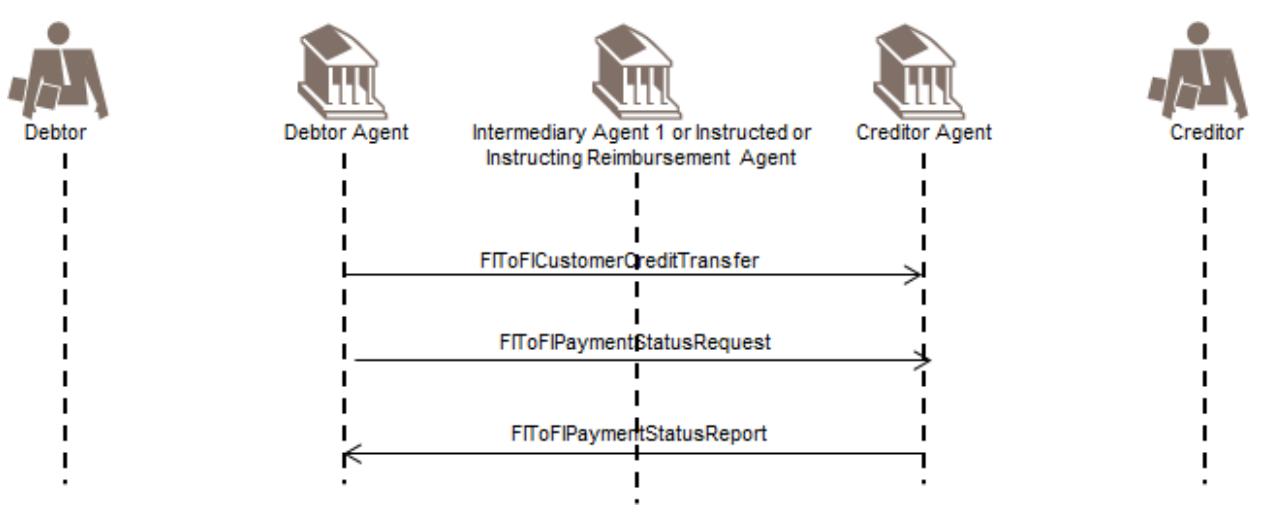 Debtor
Debtor Agent
Intermediary Agent 1 or Instructed or
Instructing Reimbursement Agent
Creditor Agent
Creditor
FIToFICustomerCreditTransfer
FIToFIPaymentStatusRequest
FIToFIPaymentStatusReport